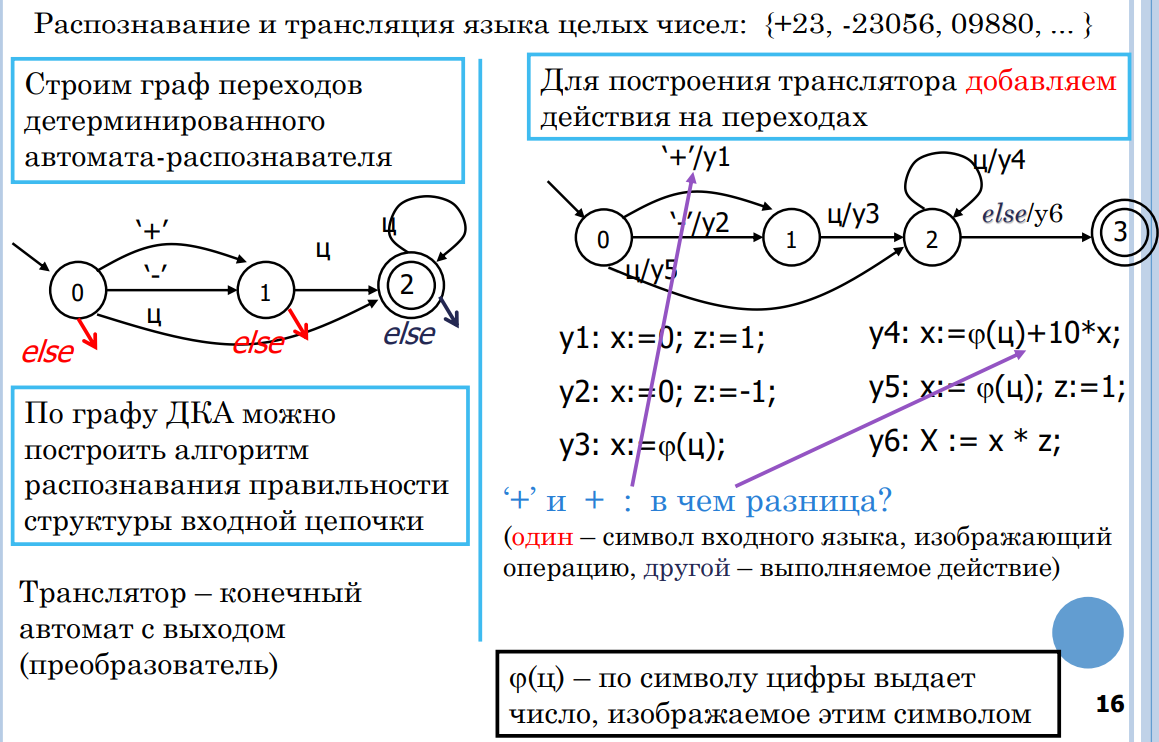 Распознавание и трансляция языка целых чисел: {+23, -23056, 09880, ... }
Строим граф переходов
детерминированного
автомата-распознавателя
‘+’
‘-’
ц
ц
ц
0
1
2
else
else
else
По графу ДКА можно
построить алгоритм
распознавания правильности
структуры входной цепочки
Транслятор – конечный
автомат с выходом
(преобразователь)
Для построения транслятора добавляем
действия на переходах
‘+’/y1
‘-’/y2
ц/y3
ц/y4
else/y6
ц/y5
0
1
2
3
y1: x:=0; z:=1;
y2: x:=0; z:=-1;
y3: x:=φ(ц);
y4: x:=φ(ц)+10*x;
y5: x:= φ(ц); z:=1;
y6: X := x * z;
‘+’ и + : в чем разница?
(один – символ входного языка, изображающий
операцию, другой – выполняемое действие)
φ(ц) – по символу цифры выдает
число, изображаемое этим символом
16